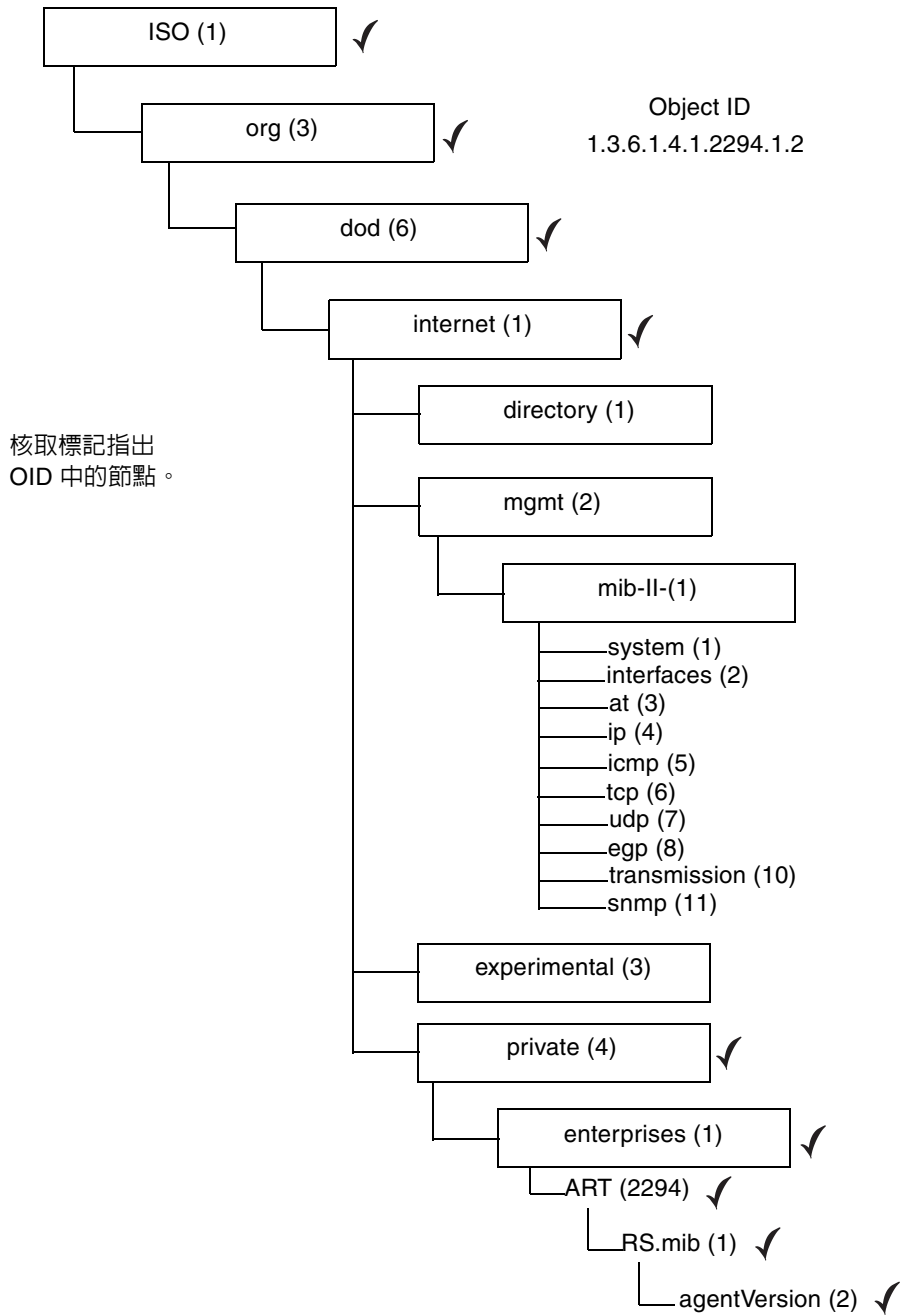 ISO (1)
org (3)
Object ID
1.3.6.1.4.1.2294.1.2
dod (6)
internet (1)
directory (1)
核取標記指出
OID 中的節點。
mgmt (2)
mib-II-(1)
system (1)
interfaces (2)
at (3)
ip (4)
icmp (5)
tcp (6)
udp (7)
egp (8)
transmission (10)
snmp (11)
experimental (3)
private (4)
enterprises (1)
ART (2294)
RS.mib (1)
agentVersion (2)